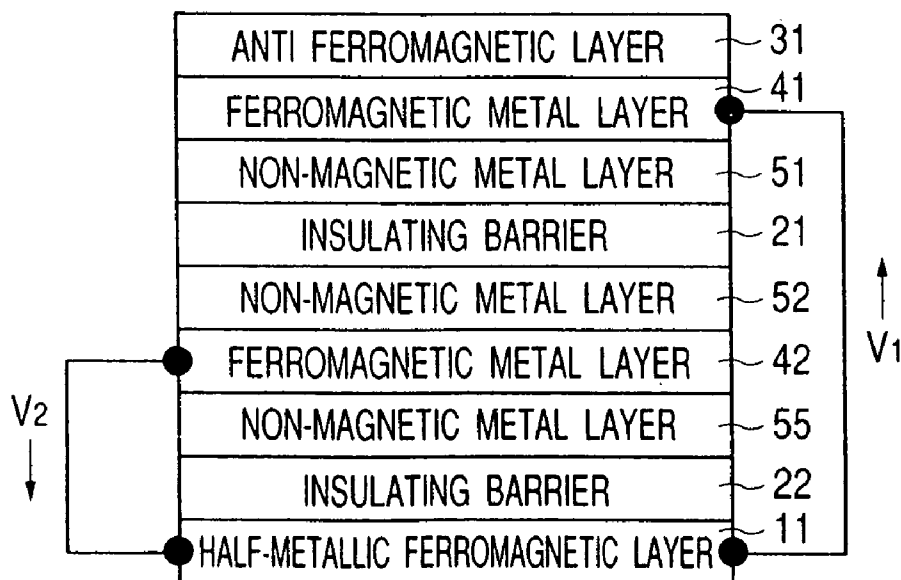 ANTI FERROMAGNETIC LAYER 31
FERROMAGNETIC METAL LAYER 41
NON-MAGNETIC METAL LAYER 51
INSULATING BARRIER 21
NON-MAGNETIC METAL LAYER 52
FERROMAGNETIC METAL LAYER 42
V1
V2
NON-MAGNETIC METAL LAYER 55
INSULATING BARRIER 22
HALF-METALLIC FERROMAGNETIC LAYER 11